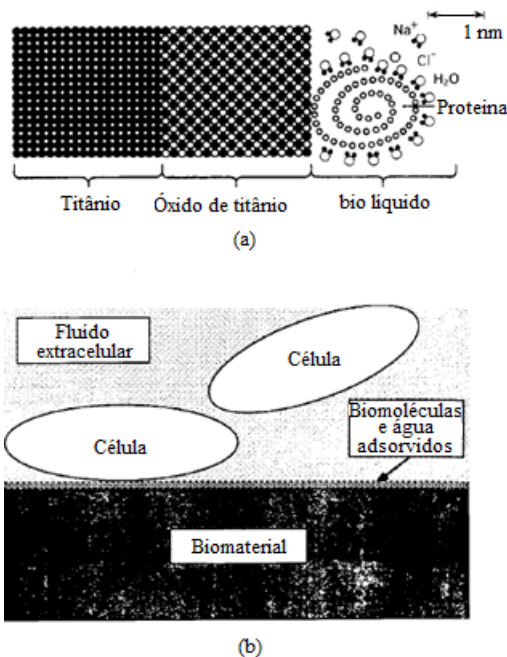 Na+
1 nm
Cl-
H2O
Proteina
Titânio
Óxido de titânio
bio líquido
(a)
Fluído
extracelular
Célula
Célula
Biomoléculas
e água
adsorvidos
Biomaterial
(b)